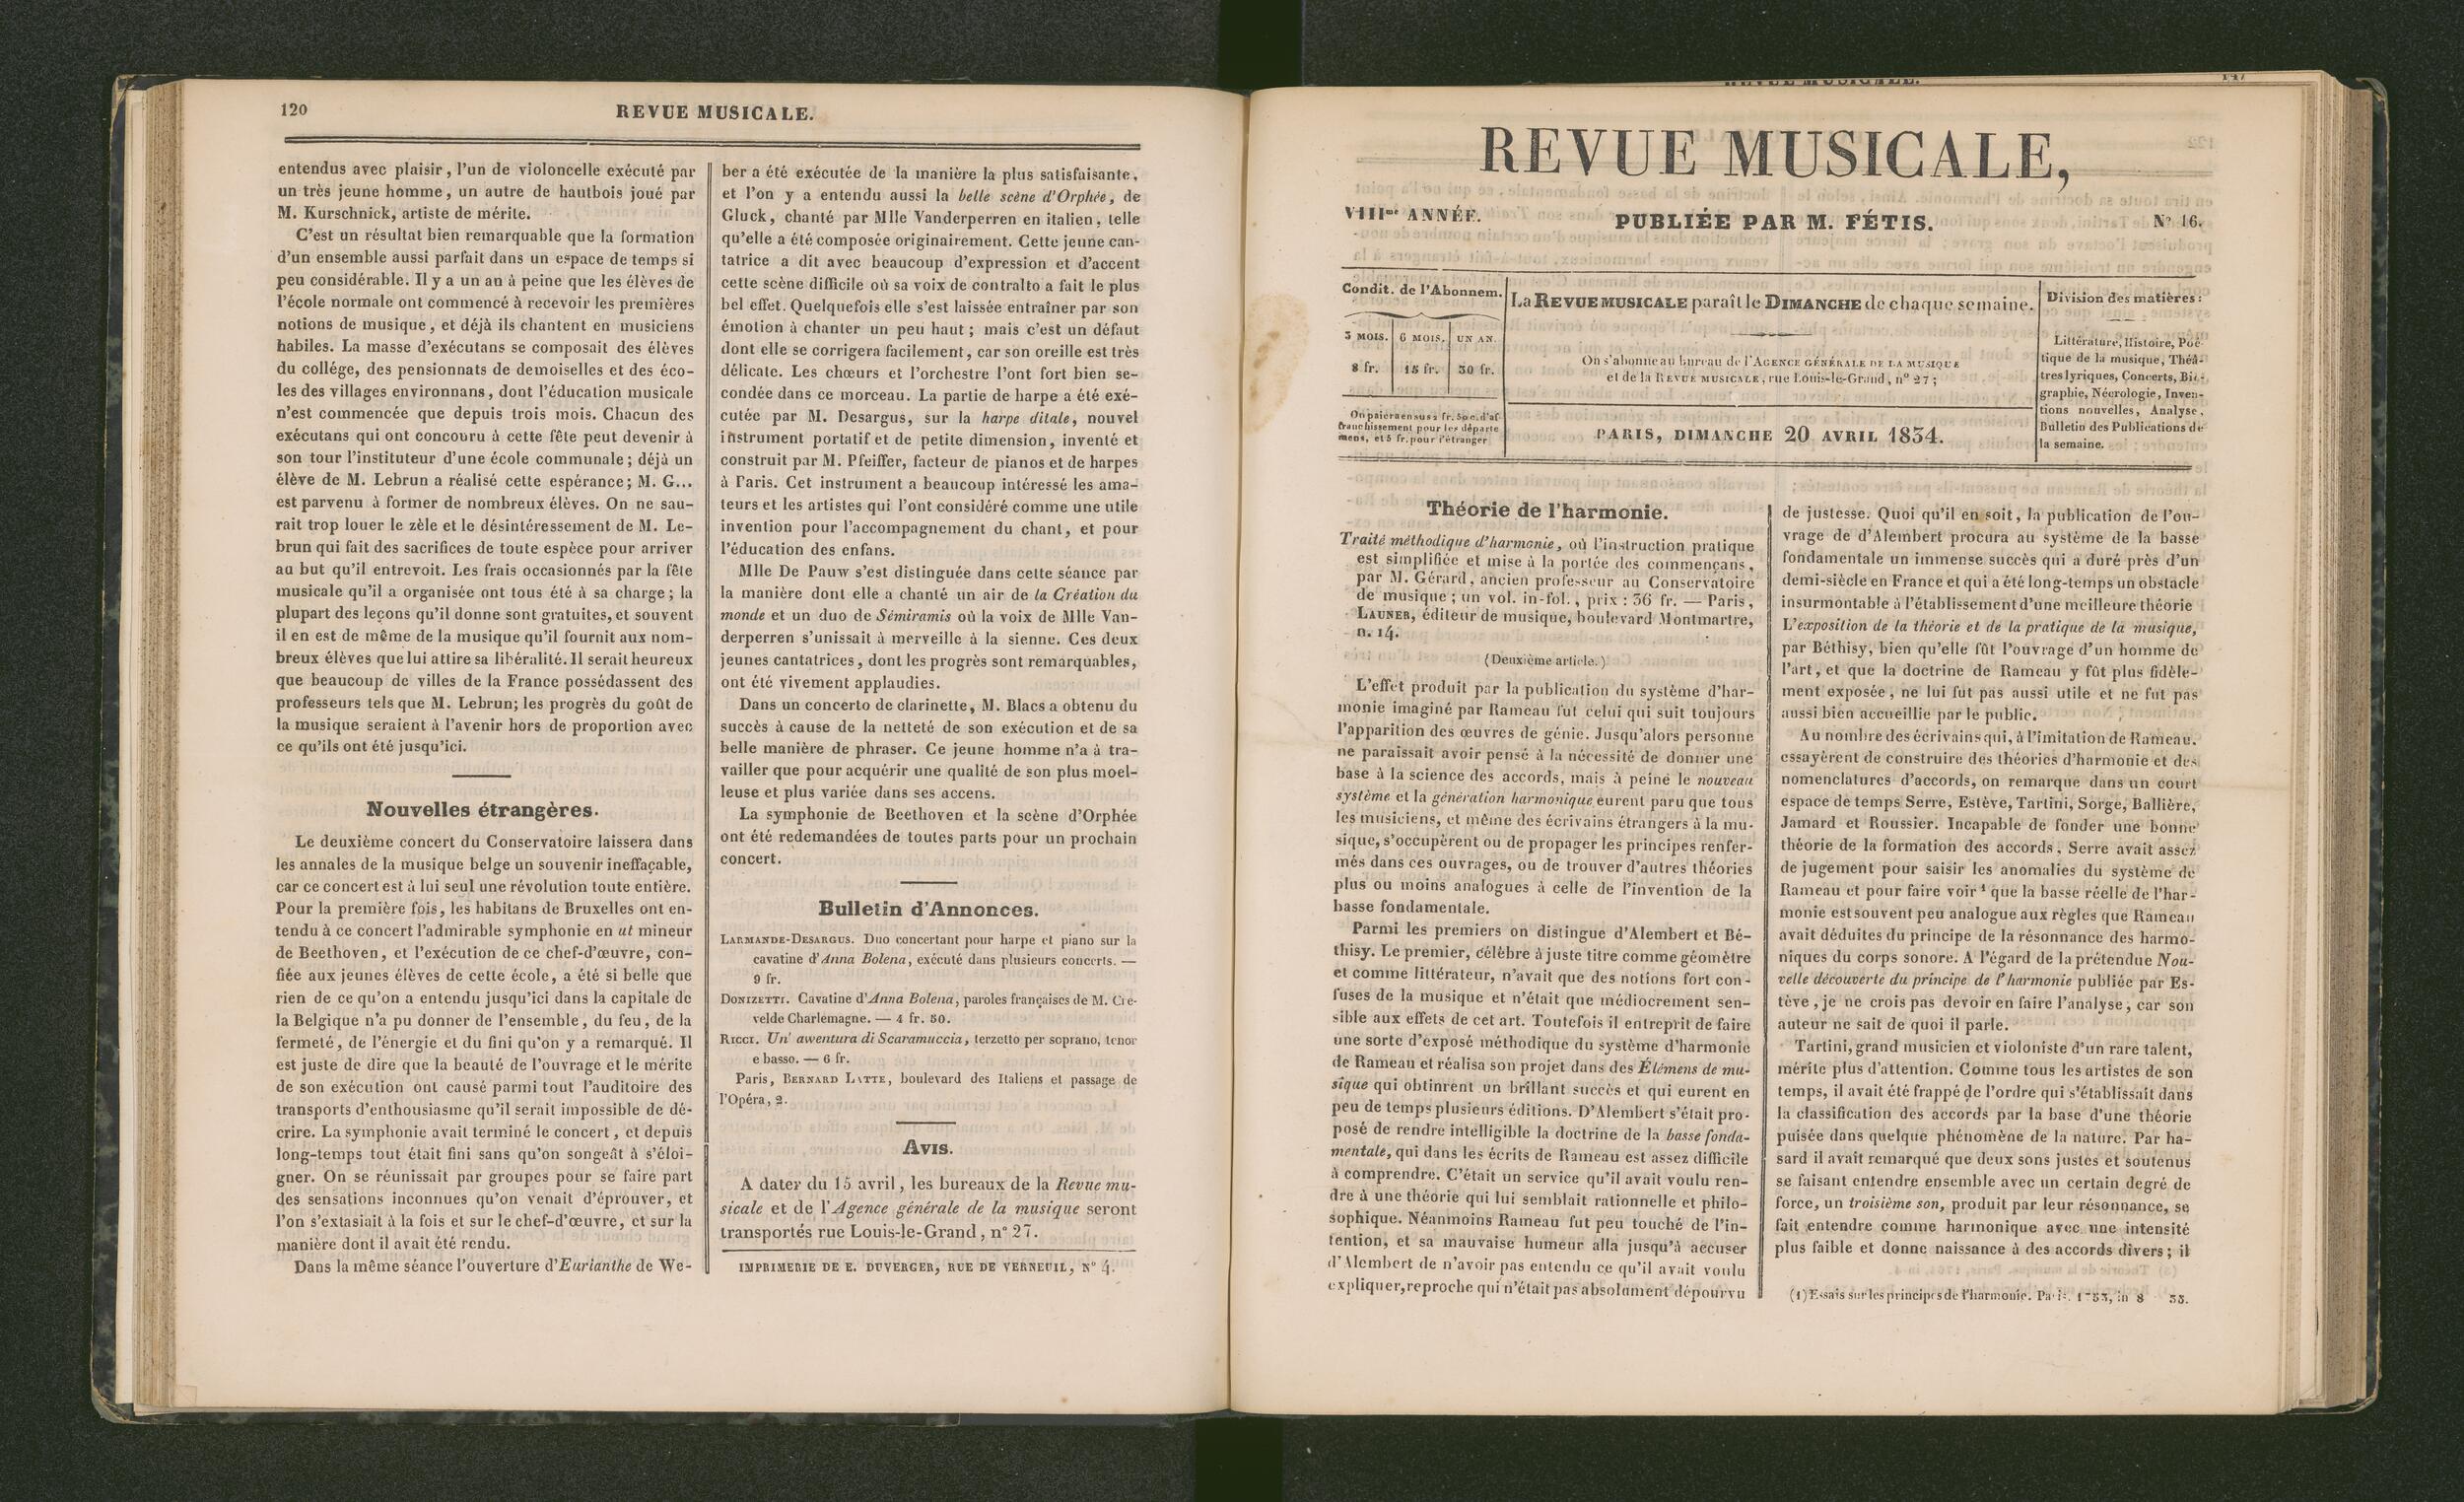 120
REVUE MUSICALE.
entendus avec plaisir, l'un de violoncelle exécuté par
un très jeune homme, un autre de hautbois joué par
M. Kurschnick, artiste de mérite.
C'est un résultat bien remarquable que la formation
d'un ensemble aussi parfait dans un espace de temps si
peu considérable. Il y a un an à peine que les élèves de
l'école normale ont commencé à recevoir les premières
notions de musique, et déjà ils chantent en musiciens
habiles. La masse d'exécutans se composait des élèves
du collége, des pensionnats de demoiselles et des éco-
les des villages environnans, dont l'éducation musicale
n'est commencée que depuis trois mois. Chacun des
exécutans qui ont concouru à cette fête peut devenir à
son tour l'instituteur d'une école communale; déjà un
élève de M. Lebrun a réalisé cette espérance; M. G...
est parvenu à former de nombreux élèves. On ne sau-
rait trop louer le zèle et le désintéressement de M. Le-
brun qui fait des sacrifices de toute espèce pour arriver
au but qu'il entrevoit. Les frais occasionnés par la fête
musicale qu'il a organisée ont tous été à sa charge; la
plupart des leçons qu'il donne sont gratuites, et souvent
il en est de même de la musique qu'il fournit aux nom-
breux élèves que lui attire sa libéralité. Il serait heureux
que beaucoup de villes de la France possédassent des
professeurs tels que M. Lebrun; les progrès du goût de
la musique seraient à l'avenir hors de proportion avec
ce qu'ils ont été jusqu'ici.
Nouvelles étrangères.
Le deuxième concert du Conservatoire laissera dans
les annales de la musique belge un souvenir ineffaçable,
car ce concert est à lui seul une révolution toute entière.
Pour la première fois, les habitans de Bruxelles ont en-
tendu à ce concert l'admirable symphonie en ut mineur
de Beethoven, et l'exécution de ce chef-d'œuvre, con-
fiée aux jeunes élèves de cette école, a été si belle que
rien de ce qu'on a entendu jusqu'ici dans la capitale de
la Belgique n'a pu donner de l'ensemble, du feu, de la
fermeté, de l'énergie et du fini qu'on y a remarqué. Il
est juste de dire que la beauté de l'ouvrage et le mérite
de son exécution ont causé parmi tout l'auditoire des
transports d'enthousiasme qu'il serait impossible de dé-
crire. La symphonie avait terminé le concert, et depuis
long-temps tout était fini sans qu'on songeât à s'éloi-
gner. On se réunissait par groupes pour se faire part
des sensations inconnues qu'on venait d'éprouver, et
l'on s'extasiait à la fois et sur le chef-d'œuvre, et sur la
manière dont il avait été rendu.
Dans la même séance l'ouverture d'Eurianthe de We-
ber a été exécutée de la manière la plus satisfaisante,
et l'on y a entendu aussi la belle scène d'Orphée, de
Gluck, chanté par Mlle Vanderperren en italien, telle
qu'elle a été composée originairement. Cette jeune can-
tatrice a dit avec beaucoup d'expression et d'accent
cette scène difficile où sa voix de contralto a fait le plus
bel effet. Quelquefois elle s'est laissée entraîner par son
émotion à chanter un peu haut; mais c'est un défaut
dont elle se corrigera facilement, car son oreille est très
délicate. Les chœurs et l'orchestre l'ont fort bien se-
condée dans ce morceau. La partie de harpe a été exé-
cutée par M. Desargus, sur la harpe ditale, nouvel
instrument portatif et de petite dimension, inventé et
construit par M. Pfeiffer, facteur de pianos et de harpes
à Paris. Cet instrument a beaucoup intéressé les ama-
teurs et les artistes qui l'ont considéré comme une utile
invention pour l'accompagnement du chant, et pour
l'éducation des enfans.
Mlle De Pauw s'est distinguée dans cette séance par
la manière dont elle a chanté un air de la Création du
monde et un duo de Sémiramis où la voix de Mlle Van-
derperren s'unissait à merveille à la sienne. Ces deux
jeunes cantatrices, dont les progrès sont remarquables,
ont été vivement applaudies.
Dans un concerto de clarinette, M. Blacs a obtenu du
succès à cause de la netteté de son exécution et de sa
belle manière de phraser. Ce jeune homme n'a à tra-
vailler que pour acquérir une qualité de son plus moel-
leuse et plus variée dans ses accens.
La symphonie de Beethoven et la scène d'Orphée
ont été redemandées de toutes parts pour un prochain
concert.
Bulletin d'Annonces.
LARMANDE-DESARGUS. Duo concertant pour harpe et piano sur la
cavatine d'Anna Bolena, exécuté dans plusieurs concerts. —
9 fr.
DONIZETTI. Cavatine d'Anna Bolena, paroles françaises de M. Cre-
velde Charlemagne. — 4 fr. 50.
RICCI. Un' awentura di Scaramuccia, terzetto per soprano, tenor
e basso. — 6 fr.
Paris, BERNARD LATTE, boulevard des Italiens et passage de
l'Opéra, 2.
Avis.
A dater du 15 avril, les bureaux de la Revue mu-
sicale et de l'Agence générale de la musique seront
transportés rue Louis-le-Grand, n° 27.
IMPRIMERIE DE E. DUVERGER, RUE DE VERNEUIL, N° 4.
REVUE MUSICALE.
147
REVUE MUSICALE,
VIIIme ANNÉE.
PUBLIÉE PAR M. FÉTIS.
N° 16.
Condit. de l'Abonnem.
3 MOIS. 6 MOIS. UN AN.
8 fr. 15 fr. 30 fr.
On paiera en sus 2 fr. 50 c. d'af
franchissement pour les départe
mens, et 5 fr. pour l'étranger
La REVUE MUSICALE paraît le DIMANCHE de chaque semaine.
On s'abonne au bureau de l'AGENCE GÉNÉRALE DE LA MUSIQUE
et de la REVUE MUSICALE, rue Louis-le-Grand, n° 27;
PARIS, DIMANCHE 20 AVRIL 1834.
Division des matières:
Littérature, Histoire, Poé-
tique de la musique, Théâ-
tres lyriques, Concerts, Bio-
graphie, Nécrologie, Inven-
tions nouvelles, Analyse.
Bulletin des Publications de
la semaine.
Théorie de l'harmonie.
Traité méthodique d'harmonie, où l'instruction pratique
est simplifiée et mise à la portée des commençans,
par M. Gérard, ancien professeur au Conservatoire
de musique; un vol. in-fol., prix: 36 fr. — Paris,
LAUNER, éditeur de musique, boulevard Montmartre,
n. 14.
(Deuxième article.)
L'effet produit par la publication du système d'har-
monie imaginé par Rameau fut celui qui suit toujours
l'apparition des œuvres de génie. Jusqu'alors personne
ne paraissait avoir pensé à la nécessité de donner une
base à la science des accords, mais à peine le nouveau
système et la génération harmonique eurent paru que tous
les musiciens, et même des écrivains étrangers à la mu-
sique, s'occupèrent ou de propager les principes renfer-
més dans ces ouvrages, ou de trouver d'autres théories
plus ou moins analogues à celle de l'invention de la
basse fondamentale.
Parmi les premiers on distingue d'Alembert et Bé-
thisy. Le premier, célèbre à juste titre comme géomètre
et comme littérateur, n'avait que des notions fort con-
fuses de la musique et n'était que médiocrement sen-
sible aux effets de cet art. Toutefois il entreprit de faire
une sorte d'exposé méthodique du système d'harmonie
de Rameau et réalisa son projet dans des Élémens de mu-
sique qui obtinrent un brillant succès et qui eurent en
peu de temps plusieurs éditions. D'Alembert s'était pro-
posé de rendre intelligible la doctrine de la basse fonda-
mentale, qui dans les écrits de Rameau est assez difficile
à comprendre. C'était un service qu'il avait voulu ren-
dre à une théorie qui lui semblait rationnelle et philo-
sophique. Néanmoins Rameau fut peu touché de l'in-
tention, et sa mauvaise humeur alla jusqu'à accuser
d'Alembert de n'avoir pas entendu ce qu'il avait voulu
expliquer, reproche qui n'était pas absolument dépourvu
de justesse. Quoi qu'il en soit, la publication de l'ou-
vrage de d'Alembert procura au système de la basse
fondamentale un immense succès qui a duré près d'un
demi-siècle en France et qui a été long-temps un obstacle
insurmontable à l'établissement d'une meilleure théorie
L'exposition de la théorie et de la pratique de la musique,
par Béthisy, bien qu'elle fût l'ouvrage d'un homme de
l'art, et que la doctrine de Rameau y fût plus fidèle-
ment exposée, ne lui fut pas aussi utile et ne fut pas
aussi bien accueillie par le public.
Au nombre des écrivains qui, à l'imitation de Rameau,
essayèrent de construire des théories d'harmonie et des
nomenclatures d'accords, on remarque dans un court
espace de temps Serre, Estève, Tartini, Sorge, Ballière,
Jamard et Roussier. Incapable de fonder une bonne
théorie de la formation des accords, Serre avait assez
de jugement pour saisir les anomalies du système de
Rameau et pour faire voir 1 que la basse réelle de l'har-
monie est souvent peu analogue aux règles que Rameau
avait déduites du principe de la résonnance des harmo-
niques du corps sonore. A l'égard de la prétendue Nou-
velle découverte du principe de l'harmonie publiée par Es-
tève, je ne crois pas devoir en faire l'analyse, car son
auteur ne sait de quoi il parle.
Tartini, grand musicien et violoniste d'un rare talent,
mérite plus d'attention. Comme tous les artistes de son
temps, il avait été frappé de l'ordre qui s'établissait dans
la classification des accords par la base d'une théorie
puisée dans quelque phénomène de la nature. Par ha-
sard il avait remarqué que deux sons justes et soutenus
se faisant entendre ensemble avec un certain degré de
force, un troisième son, produit par leur résonnance, se
fait entendre comme harmonique avec une intensité
plus faible et donne naissance à des accords divers; il
(1) Essais sur les principes de l'harmonie. Paris, 1753, in 8
35.